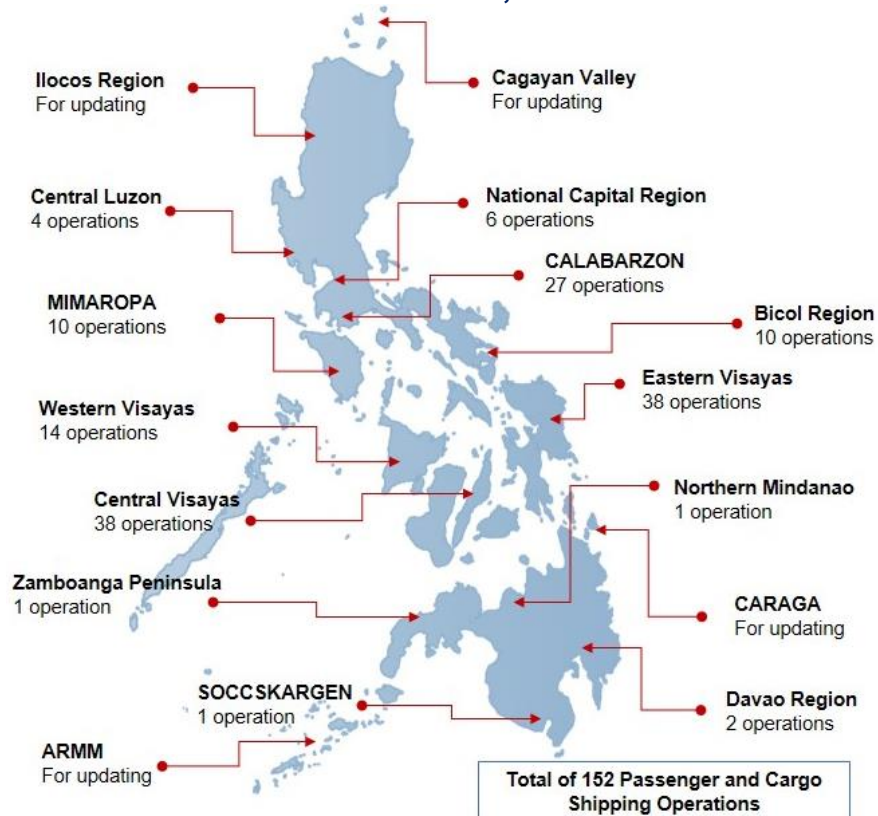 Ilocos Region
For updating
Cagayan Valley
For updating
Central Luzon
4 operations
National Capital Region
6 operations
CALABARZON
27 operations
MIMAROPA
10 operations
Bicol Region
10 operations
Eastern Visayas
38 operations
Western Visayas
14 operations
Central Visayas
38 operations
Northern Mindanao
1 operation
Zamboanga Peninsula
1 operation
CARAGA
For updating
SOCCSKARGEN
1 operation
Davao Region
2 operations
ARMM
For updating
Total of 152 Passenger and Cargo
Shipping Operations